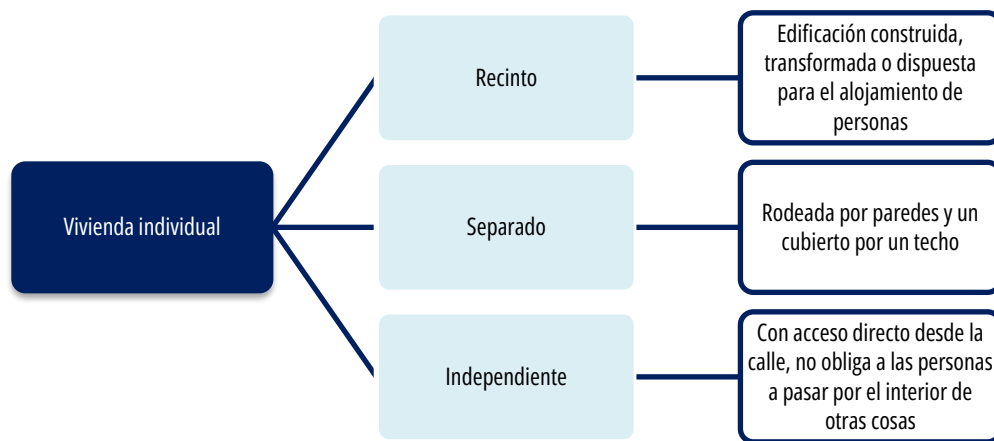 Vivienda individual
Recinto
Edificación construida,
transformada o dispuesta
para el alojamiento de
personas
Separado
Rodeada por paredes y un
cubierto por un techo
Independiente
Con acceso directo desde la
calle, no obliga a las personas
a pasar por el interior de
otras cosas